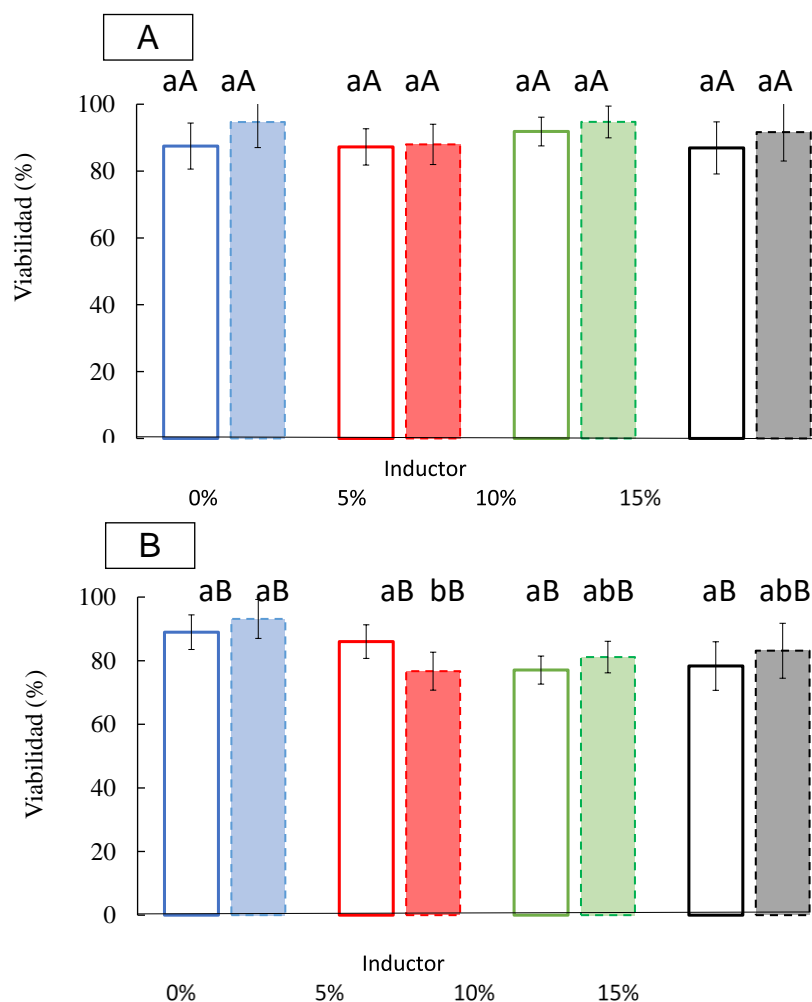 A
aA aA aA aA aA aA aA aA
100
80
60
40
20
0
Viabilidad (%)
Inductor
0% 5% 10% 15%
B
aB aB aB bB aB abB aB abB
100
80
60
40
20
0
Viabilidad (%)
Inductor
0% 5% 10% 15%